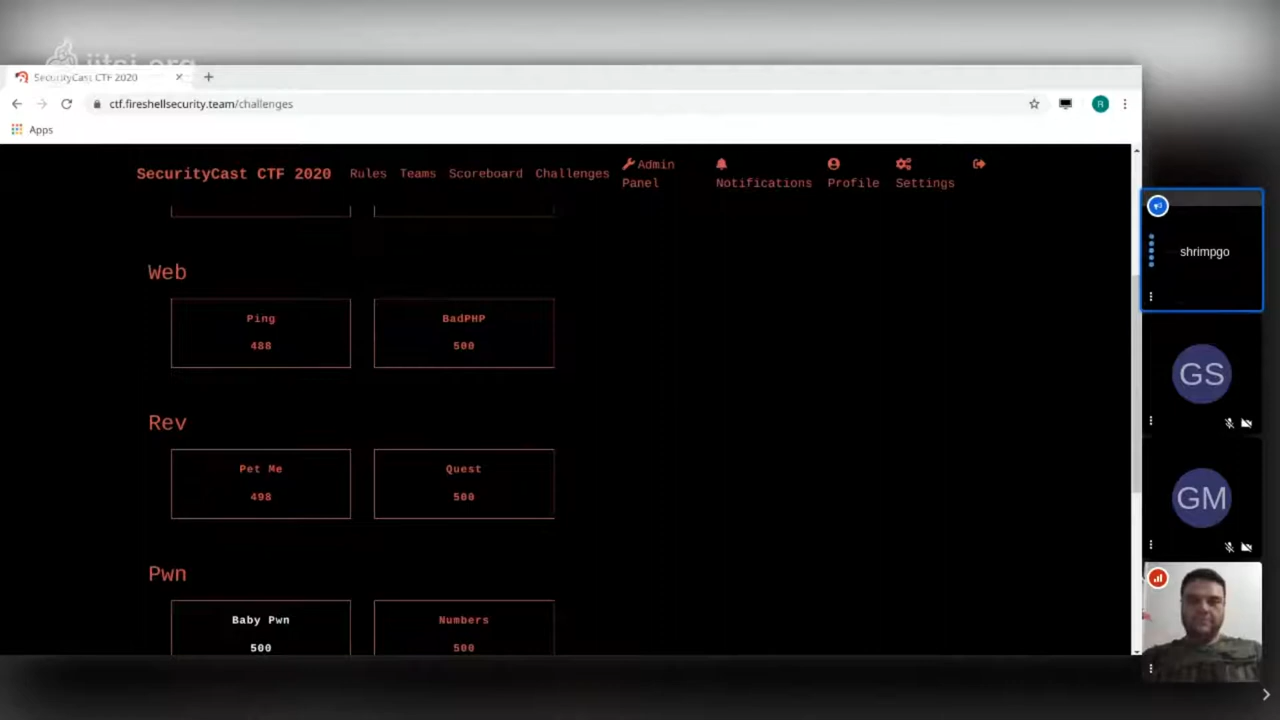 jitsi.org
SecurityCast CTF 2020
ctf.fireshellsecurity.team/challenges
R
Apps
SecurityCast CTF 2020
Rules
Teams
Scoreboard
Challenges
Admin
Panel
Notifications
Profile
Settings
Web
Ping
488
BadPHP
500
Rev
Pet Me
498
Quest
500
Pwn
Baby Pwn
500
Numbers
500
shrimpgo
GS
GM